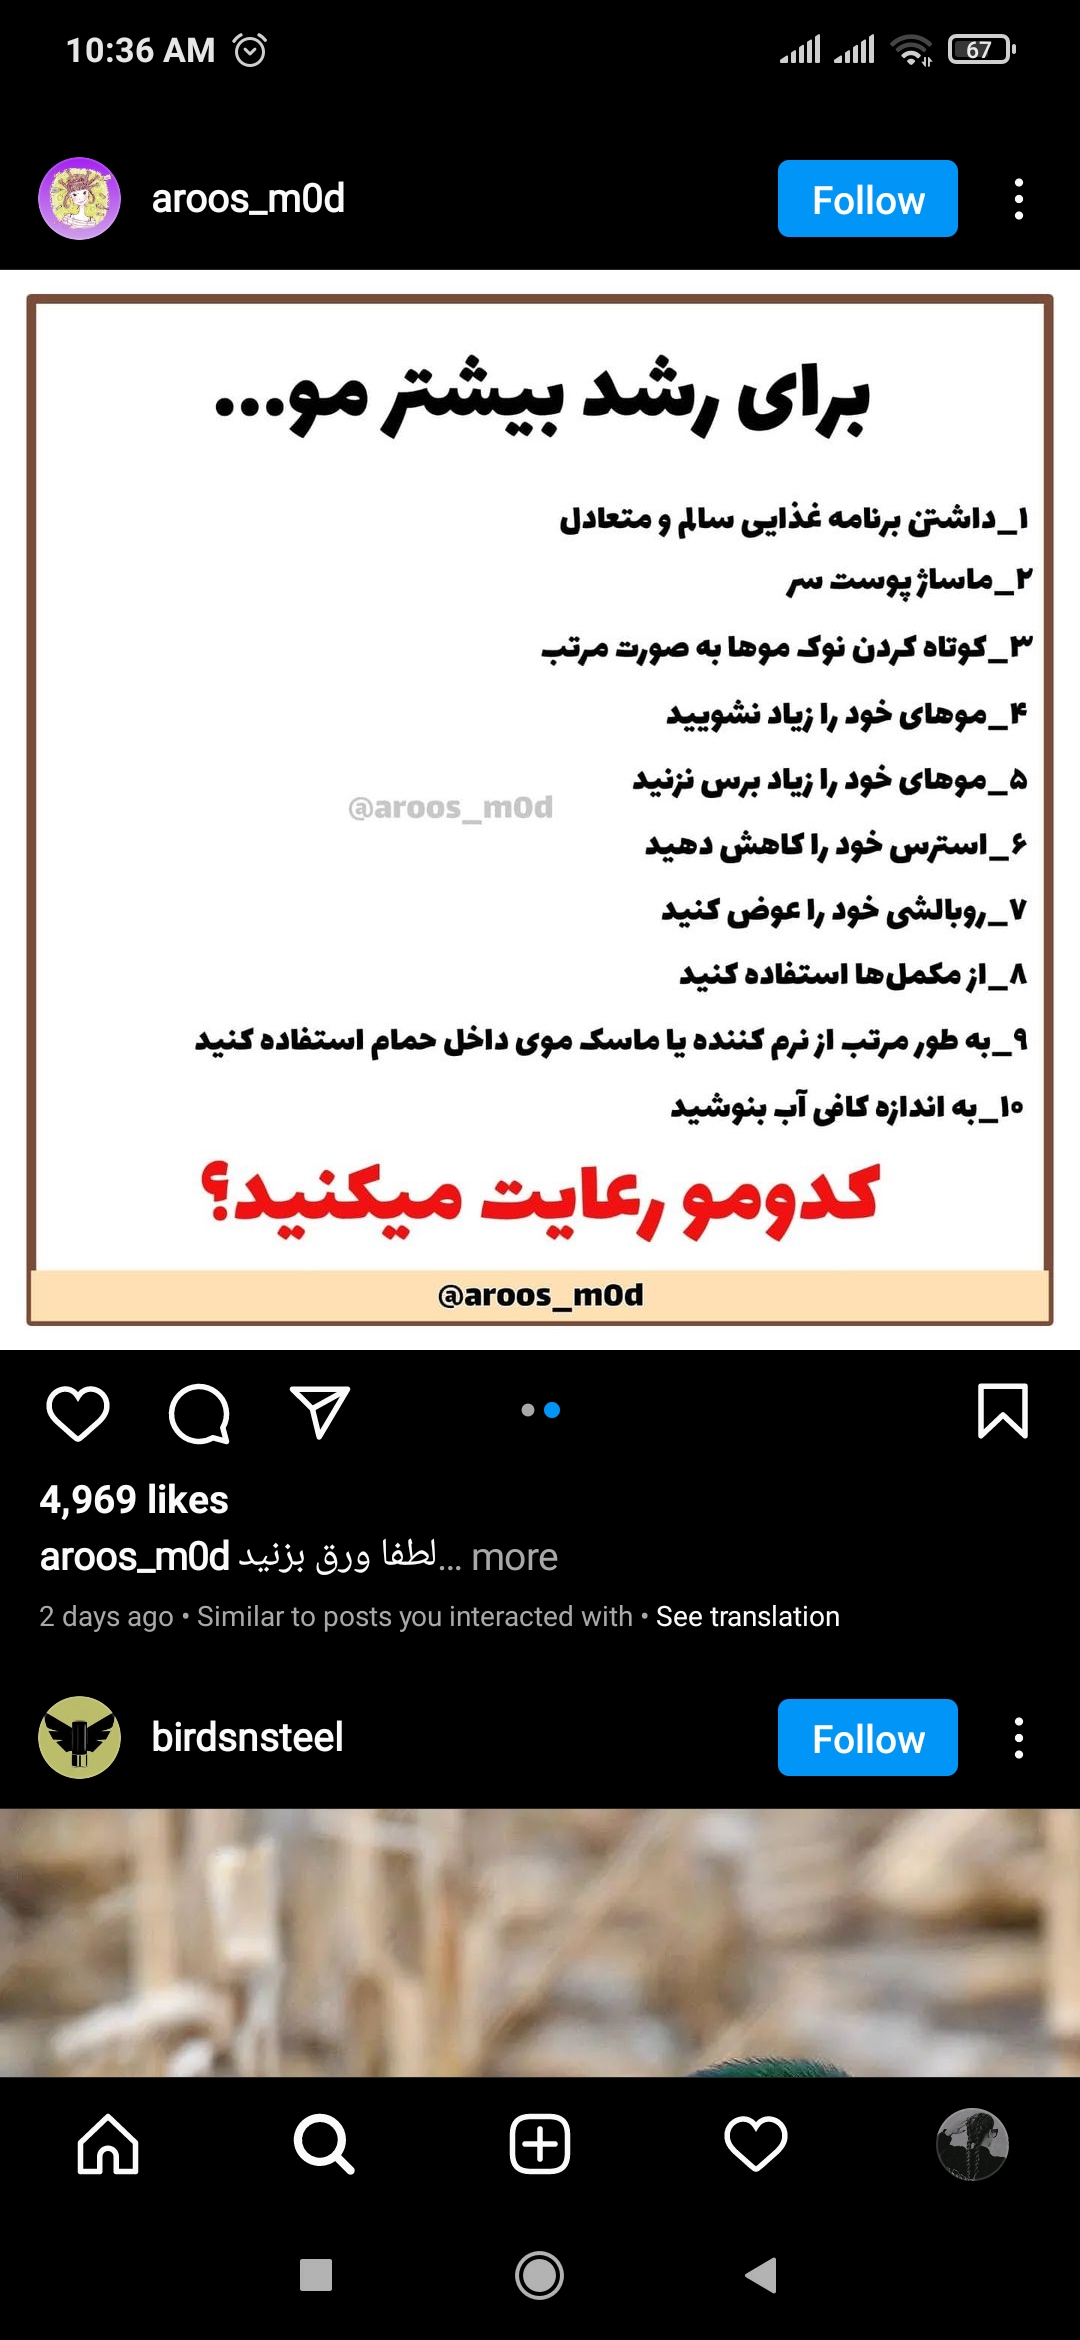 10:36 AM
67
aroos_m0d
Follow
برای رشد بیشتر مو...
۱_داشتن برنامه غذایی سالم و متعادل
۲_ماساژ پوست سر
۳_کوتاه کردن نوک موها به صورت مرتب
۴_موهای خود را زیاد نشویید
۵_موهای خود را زیاد برس نزنید
@aroos_m0d
۶_استرس خود را کاهش دهید
۷_روبالشی خود را عوض کنید
۸_از مکمل‌ها استفاده کنید
۹_به طور مرتب از نرم کننده یا ماسک موی داخل حمام استفاده کنید
۱۰_به اندازه کافی آب بنوشید
کدومو رعایت میکنید؟
@aroos_m0d
4,969 likes
aroos_m0d لطفا ورق بزنید... more
2 days ago • Similar to posts you interacted with • See translation
birdsnsteel
Follow